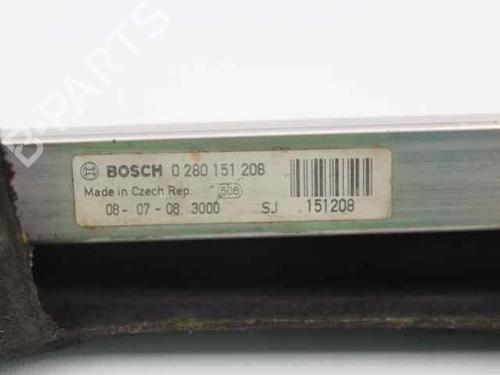 B-PARTS
BOSCH 0 280 151 208
Made in Czech Rep. 506
08-07-08 3000 SJ 151208